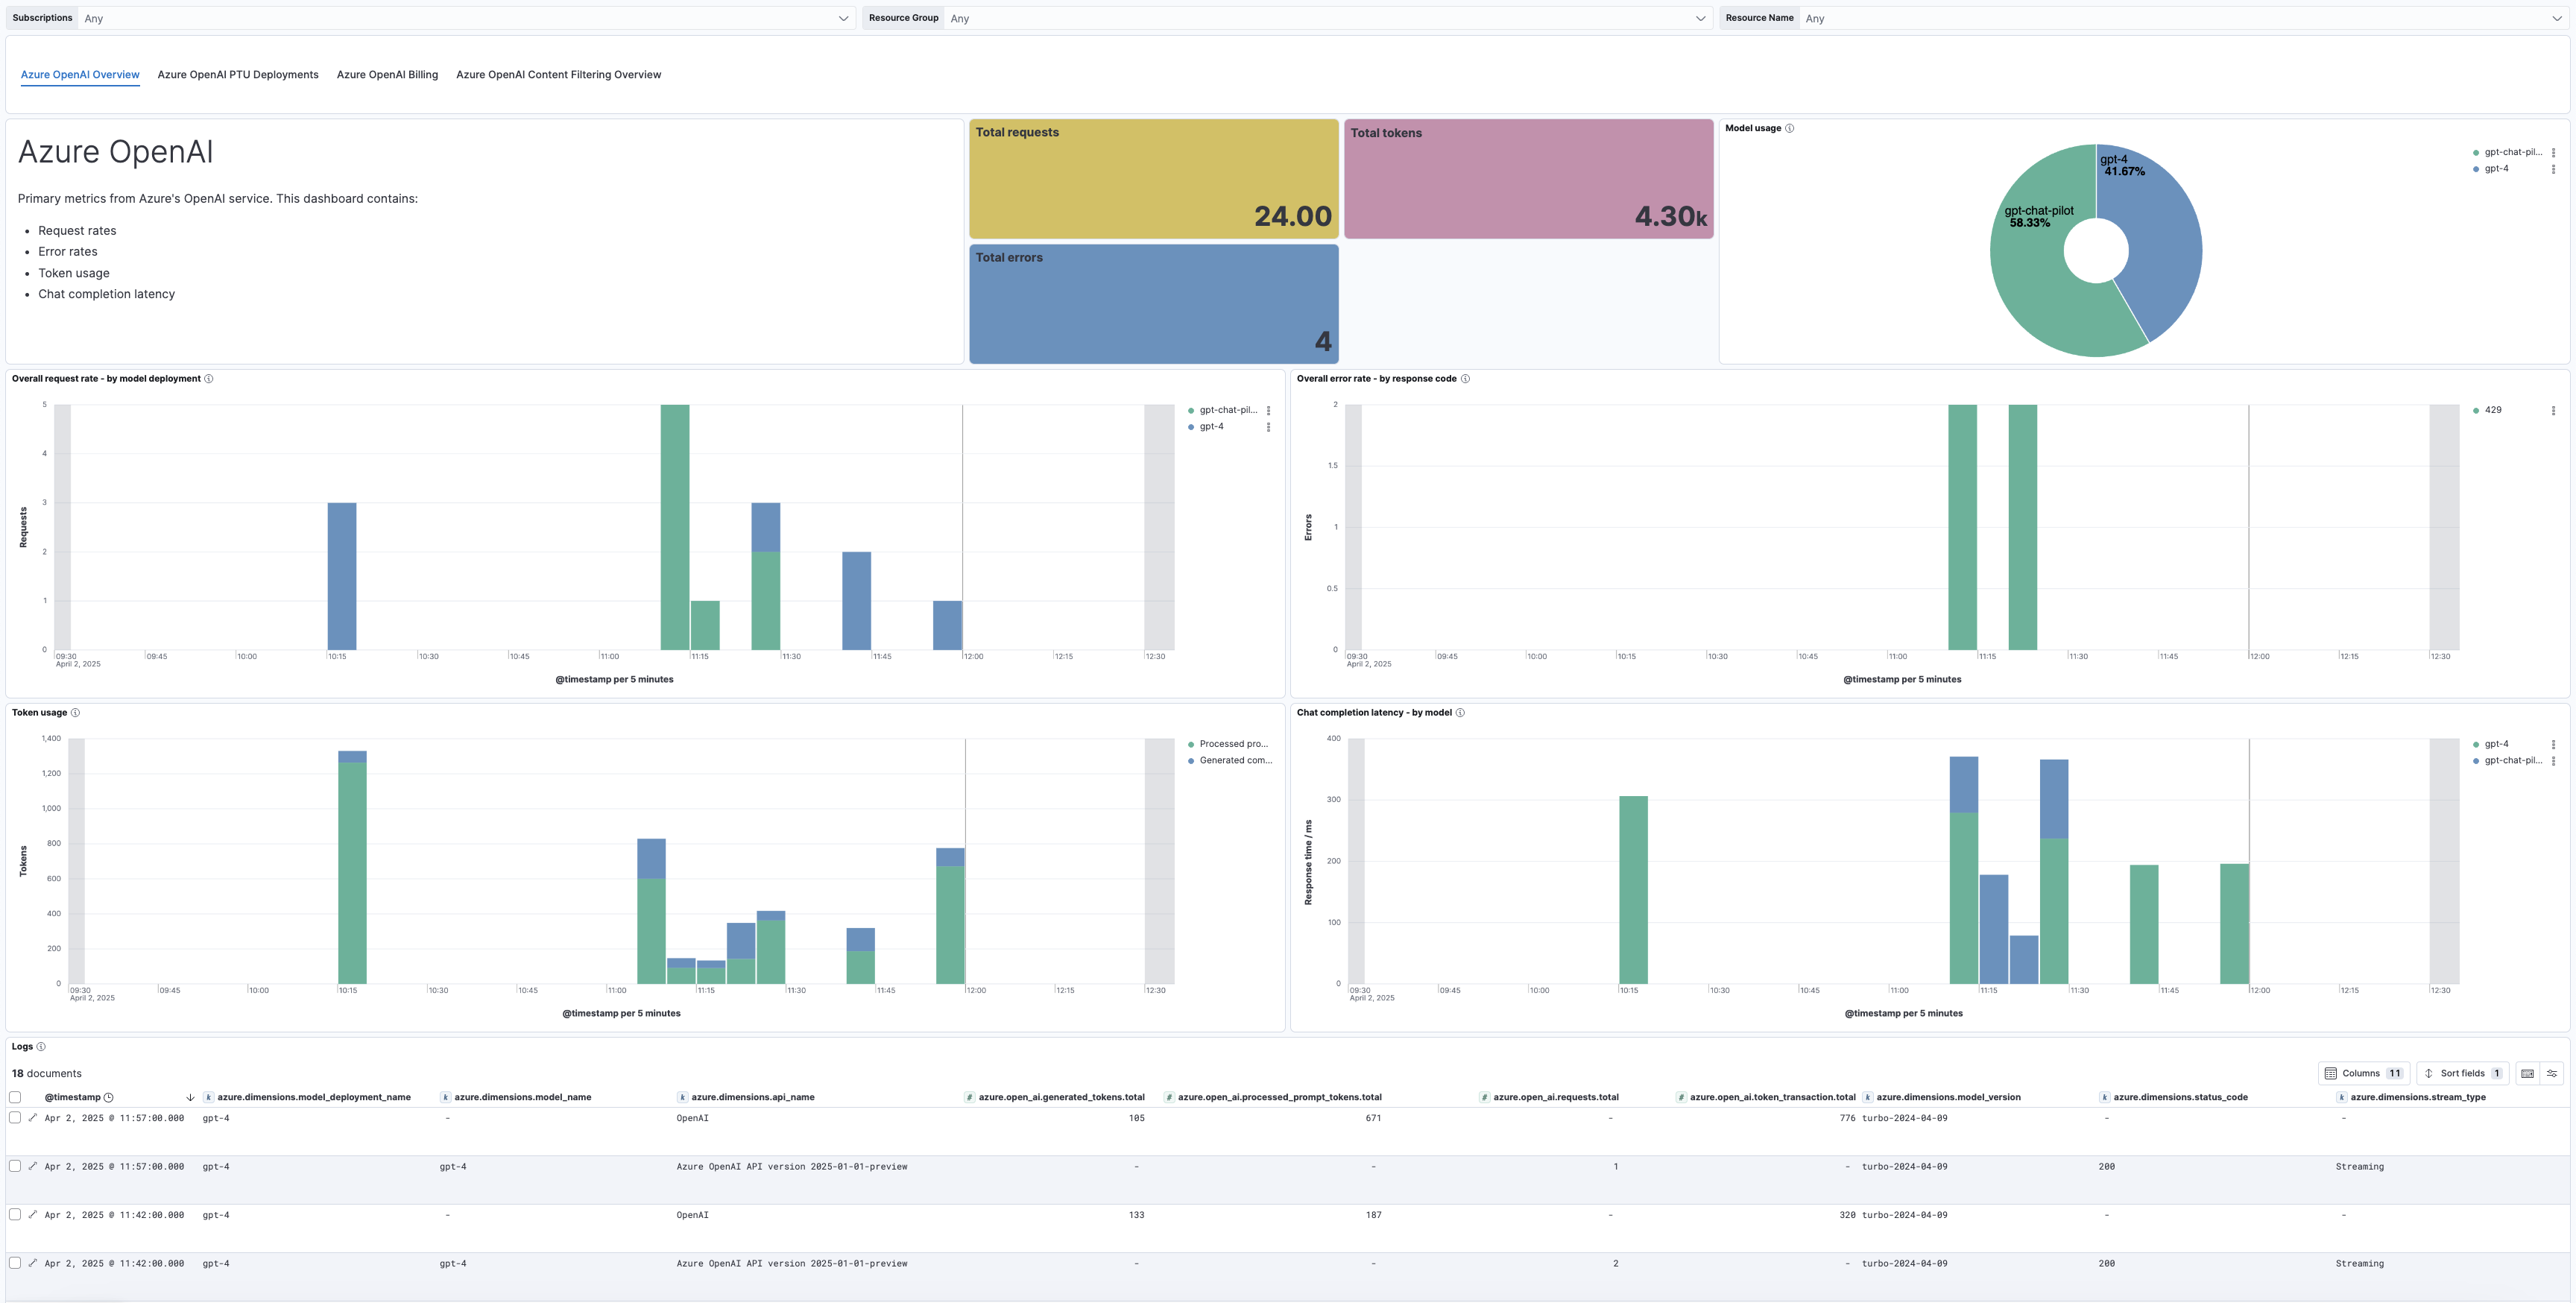 Subscriptions Any
Resource Group Any
Resource Name Any
Azure OpenAI Overview Azure OpenAI PTU Deployments Azure OpenAI Billing Azure OpenAI Content Filtering Overview
Azure OpenAI
Primary metrics from Azure's OpenAI service. This dashboard contains:
Request rates
Error rates
Token usage
Chat completion latency
Total requests
24.00
Total tokens
4.30k
Total errors
4
Model usage
gpt-4
41.67%
gpt-chat-pilot
58.33%
gpt-chat-pil...
gpt-4
Overall request rate - by model deployment
5
4
3
2
1
0
Requests
09:30 09:45 10:00 10:15 10:30 10:45 11:00 11:15 11:30 11:45 12:00 12:15 12:30
April 2, 2025
@timestamp per 5 minutes
gpt-chat-pil...
gpt-4
Overall error rate - by response code
2
1.5
1
0.5
0
Errors
09:30 09:45 10:00 10:15 10:30 10:45 11:00 11:15 11:30 11:45 12:00 12:15 12:30
April 2, 2025
@timestamp per 5 minutes
429
Token usage
1,400
1,200
1,000
800
600
400
200
0
Tokens
09:30 09:45 10:00 10:15 10:30 10:45 11:00 11:15 11:30 11:45 12:00 12:15 12:30
April 2, 2025
@timestamp per 5 minutes
Processed pro...
Generated com...
Chat completion latency - by model
400
300
200
100
0
Response time / ms
09:30 09:45 10:00 10:15 10:30 10:45 11:00 11:15 11:30 11:45 12:00 12:15 12:30
April 2, 2025
@timestamp per 5 minutes
gpt-4
gpt-chat-pil...
Logs
18 documents
Columns 11 Sort fields 1
@timestamp k azure.dimensions.model_deployment_name k azure.dimensions.model_name k azure.dimensions.api_name # azure.open_ai.generated_tokens.total # azure.open_ai.processed_prompt_tokens.total # azure.open_ai.requests.total # azure.open_ai.token_transaction.total k azure.dimensions.model_version k azure.dimensions.status_code k azure.dimensions.stream_type
Apr 2, 2025 @ 11:57:00.000 gpt-4 - OpenAI 105 671 - 776 turbo-2024-04-09 - -
Apr 2, 2025 @ 11:57:00.000 gpt-4 gpt-4 Azure OpenAI API version 2025-01-01-preview - - 1 - turbo-2024-04-09 200 Streaming
Apr 2, 2025 @ 11:42:00.000 gpt-4 - OpenAI 133 187 - 320 turbo-2024-04-09 - -
Apr 2, 2025 @ 11:42:00.000 gpt-4 gpt-4 Azure OpenAI API version 2025-01-01-preview - - 2 - turbo-2024-04-09 200 Streaming